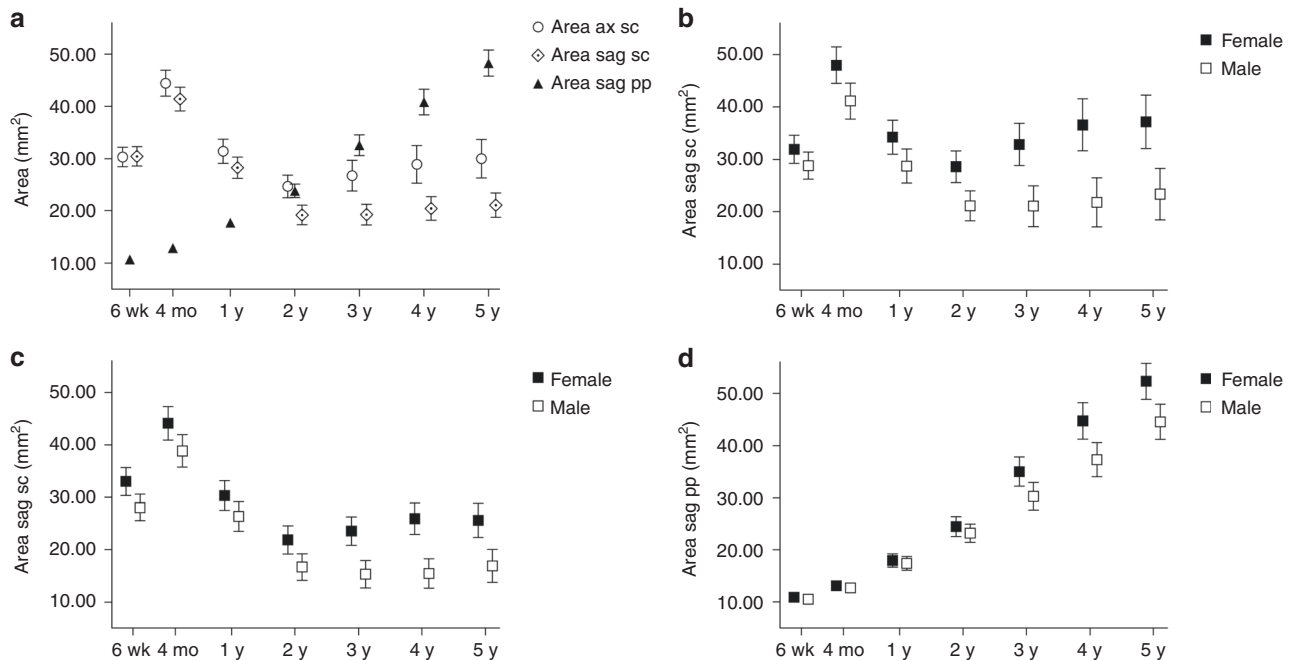 a
Area (mm²)
50.00
40.00
30.00
20.00
10.00
6 wk 4 mo 1 y 2 y 3 y 4 y 5 y
Area ax sc
Area sag sc
Area sag pp
b
Area sag sc (mm²)
50.00
40.00
30.00
20.00
10.00
6 wk 4 mo 1 y 2 y 3 y 4 y 5 y
Female
Male
c
Area sag sc (mm²)
50.00
40.00
30.00
20.00
10.00
6 wk 4 mo 1 y 2 y 3 y 4 y 5 y
Female
Male
d
Area sag pp (mm²)
50.00
40.00
30.00
20.00
10.00
6 wk 4 mo 1 y 2 y 3 y 4 y 5 y
Female
Male